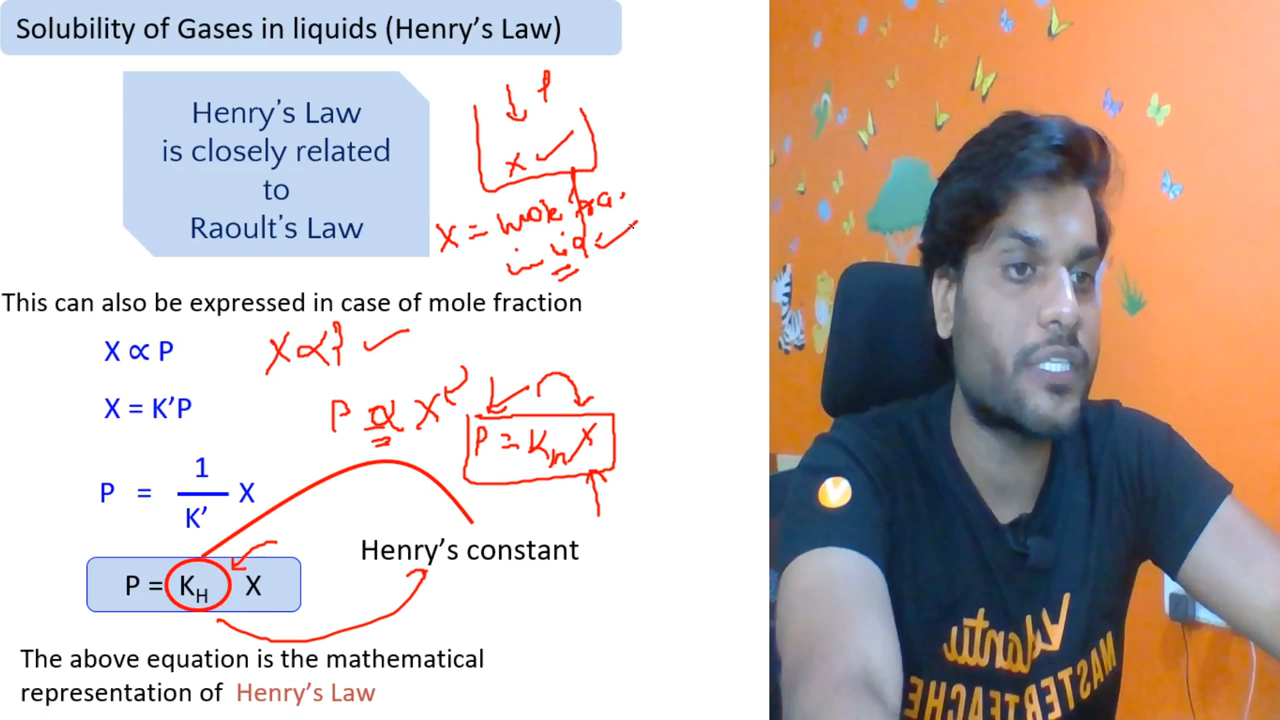 Solubility of Gases in liquids (Henry's Law)
Henry's Law
is closely related
to
Raoult's Law
P
X
X = mole fra.
in liq
This can also be expressed in case of mole fraction
X ∝ P
X ∝ P
X = K'P
P ∝ X
P = K_H X
P = 1/K' X
Henry's constant
P = K_H X
The above equation is the mathematical
representation of Henry's Law
Vedantu
MASTERTEACHE